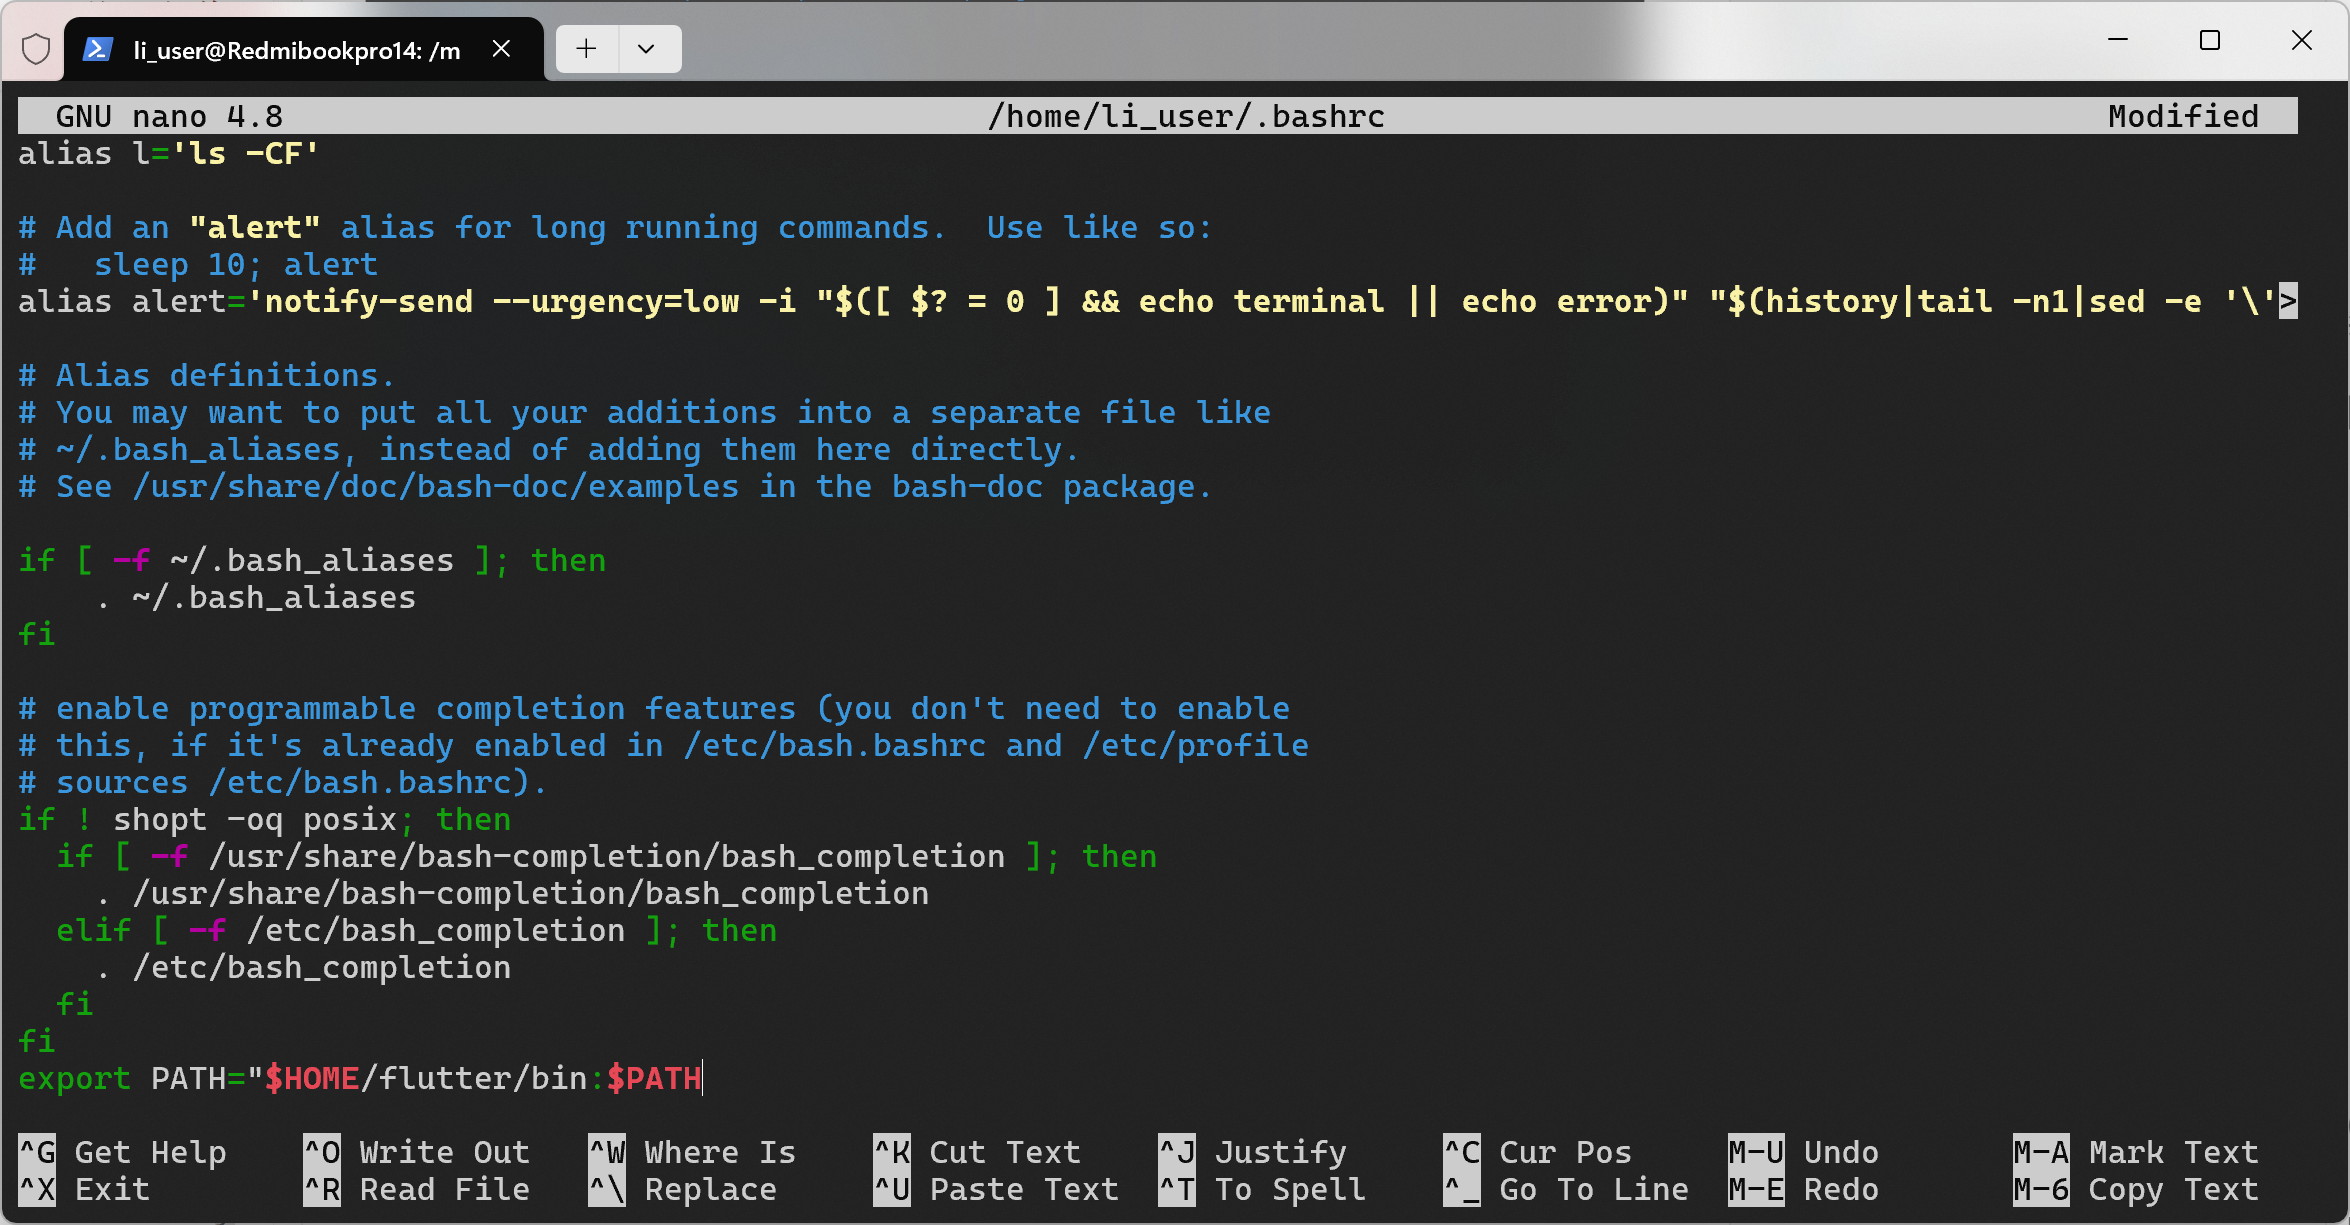 li_user@Redmibookpro14: /m
GNU nano 4.8 /home/li_user/.bashrc Modified
alias l='ls -CF'
# Add an "alert" alias for long running commands.  Use like so:
#   sleep 10; alert
alias alert='notify-send --urgency=low -i "$([ $? = 0 ] && echo terminal || echo error)" "$(history|tail -n1|sed -e '\'>
# Alias definitions.
# You may want to put all your additions into a separate file like
# ~/.bash_aliases, instead of adding them here directly.
# See /usr/share/doc/bash-doc/examples in the bash-doc package.
if [ -f ~/.bash_aliases ]; then
    . ~/.bash_aliases
fi
# enable programmable completion features (you don't need to enable
# this, if it's already enabled in /etc/bash.bashrc and /etc/profile
# sources /etc/bash.bashrc).
if ! shopt -oq posix; then
  if [ -f /usr/share/bash-completion/bash_completion ]; then
    . /usr/share/bash-completion/bash_completion
  elif [ -f /etc/bash_completion ]; then
    . /etc/bash_completion
  fi
fi
export PATH="$HOME/flutter/bin:$PATH
^G Get Help ^O Write Out ^W Where Is ^K Cut Text ^J Justify ^C Cur Pos M-U Undo M-A Mark Text
^X Exit ^R Read File ^\ Replace ^U Paste Text ^T To Spell ^_ Go To Line M-E Redo M-6 Copy Text